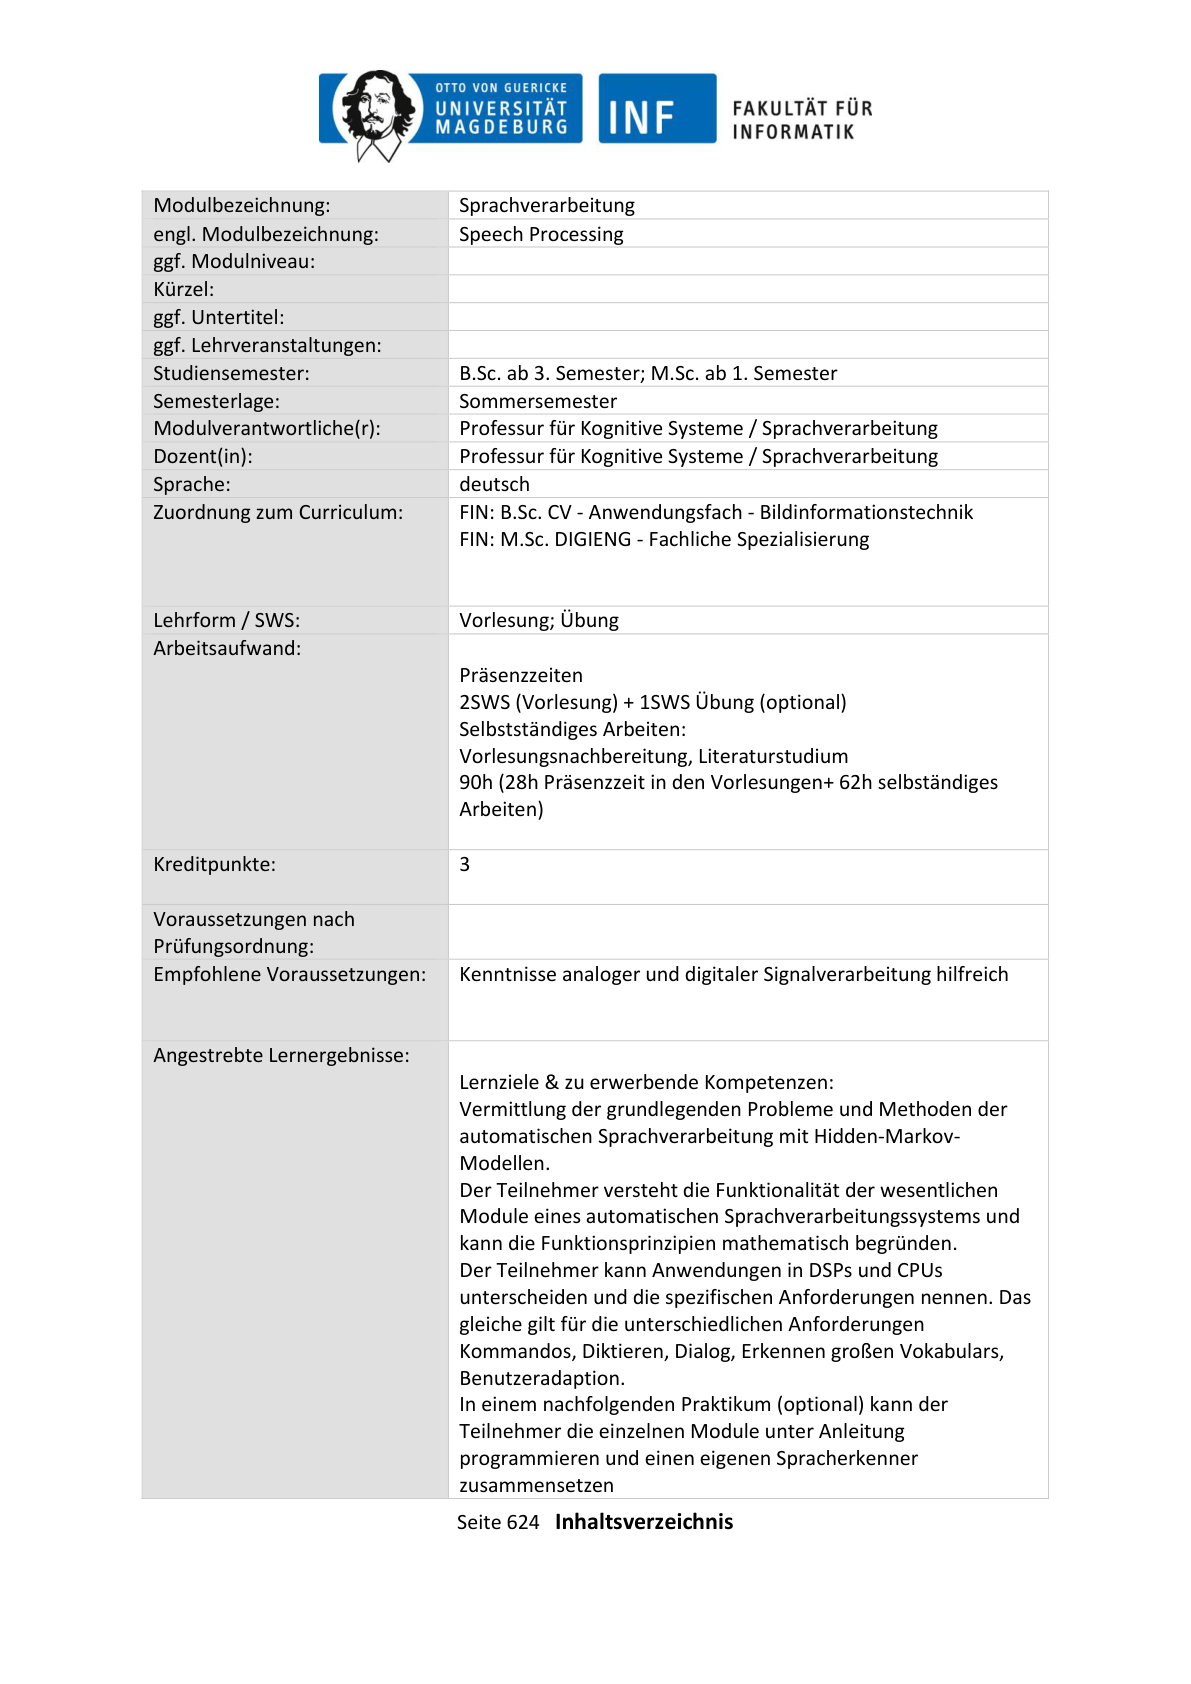 OTTO VON GUERICKE
UNIVERSITÄT
MAGDEBURG
INF
FAKULTÄT FÜR
INFORMATIK
Modulbezeichnung: Sprachverarbeitung
engl. Modulbezeichnung: Speech Processing
ggf. Modulniveau:
Kürzel:
ggf. Untertitel:
ggf. Lehrveranstaltungen:
Studiensemester: B.Sc. ab 3. Semester; M.Sc. ab 1. Semester
Semesterlage: Sommersemester
Modulverantwortliche(r): Professur für Kognitive Systeme / Sprachverarbeitung
Dozent(in): Professur für Kognitive Systeme / Sprachverarbeitung
Sprache: deutsch
Zuordnung zum Curriculum: FIN: B.Sc. CV - Anwendungsfach - Bildinformationstechnik
FIN: M.Sc. DIGIENG - Fachliche Spezialisierung
Lehrform / SWS: Vorlesung; Übung
Arbeitsaufwand:
Präsenzzeiten
2SWS (Vorlesung) + 1SWS Übung (optional)
Selbstständiges Arbeiten:
Vorlesungsnachbereitung, Literaturstudium
90h (28h Präsenzzeit in den Vorlesungen+ 62h selbständiges
Arbeiten)
Kreditpunkte: 3
Voraussetzungen nach
Prüfungsordnung:
Empfohlene Voraussetzungen: Kenntnisse analoger und digitaler Signalverarbeitung hilfreich
Angestrebte Lernergebnisse:
Lernziele & zu erwerbende Kompetenzen:
Vermittlung der grundlegenden Probleme und Methoden der
automatischen Sprachverarbeitung mit Hidden-Markov-
Modellen.
Der Teilnehmer versteht die Funktionalität der wesentlichen
Module eines automatischen Sprachverarbeitungssystems und
kann die Funktionsprinzipien mathematisch begründen.
Der Teilnehmer kann Anwendungen in DSPs und CPUs
unterscheiden und die spezifischen Anforderungen nennen. Das
gleiche gilt für die unterschiedlichen Anforderungen
Kommandos, Diktieren, Dialog, Erkennen großen Vokabulars,
Benutzeradaption.
In einem nachfolgenden Praktikum (optional) kann der
Teilnehmer die einzelnen Module unter Anleitung
programmieren und einen eigenen Spracherkenner
zusammensetzen
Seite 624 Inhaltsverzeichnis